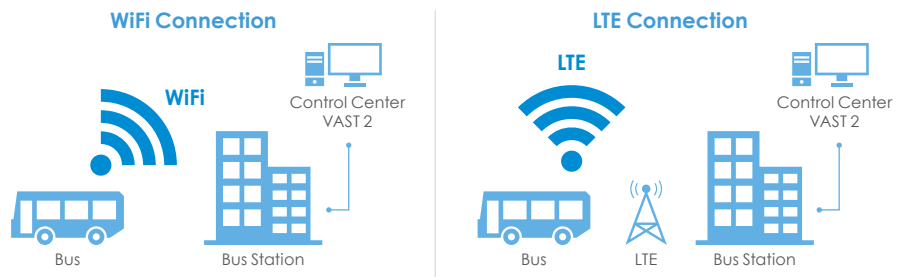 WiFi Connection
WiFi
Control Center
VAST 2
Bus
Bus Station
LTE Connection
LTE
Control Center
VAST 2
Bus
LTE
Bus Station